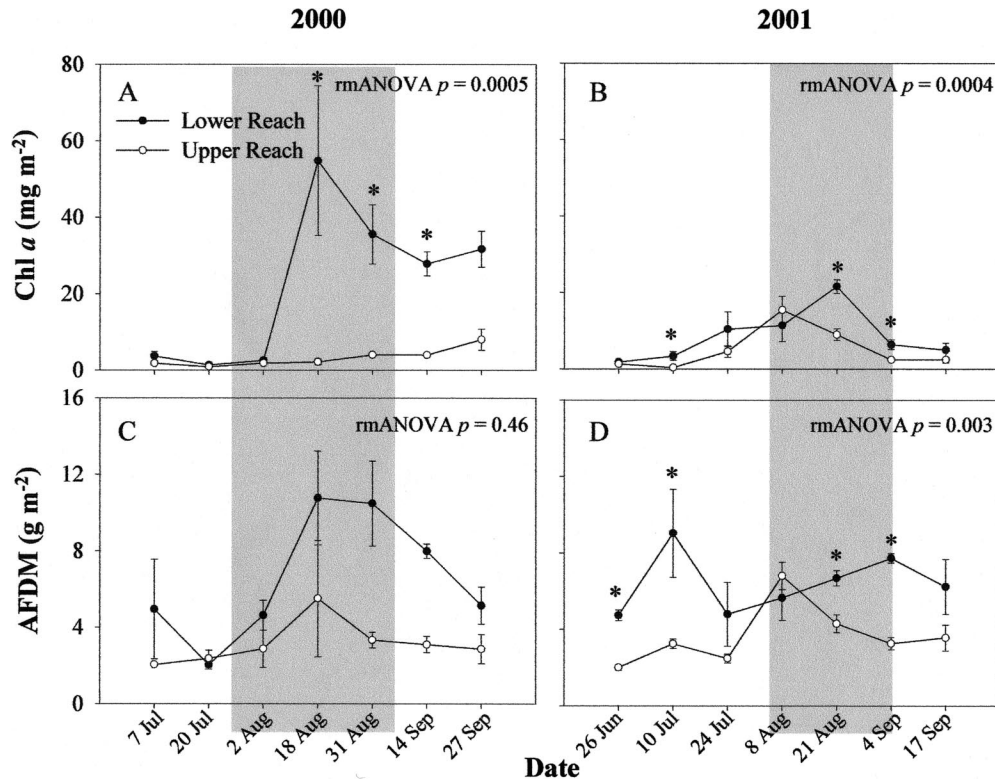 2000
2001
80
60
40
20
0
Chl a (mg m-2)
A
*
rmANOVA p = 0.0005
Lower Reach
Upper Reach
*
*
B
rmANOVA p = 0.0004
*
*
*
16
12
8
4
0
AFDM (g m-2)
C
rmANOVA p = 0.46
D
rmANOVA p = 0.003
*
*
*
*
7 Jul
20 Jul
2 Aug
18 Aug
31 Aug
14 Sep
27 Sep
26 Jun
10 Jul
24 Jul
8 Aug
21 Aug
4 Sep
17 Sep
Date